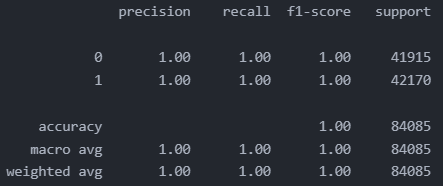 precision recall f1-score support
0 1.00 1.00 1.00 41915
1 1.00 1.00 1.00 42170
accuracy 1.00 84085
macro avg 1.00 1.00 1.00 84085
weighted avg 1.00 1.00 1.00 84085